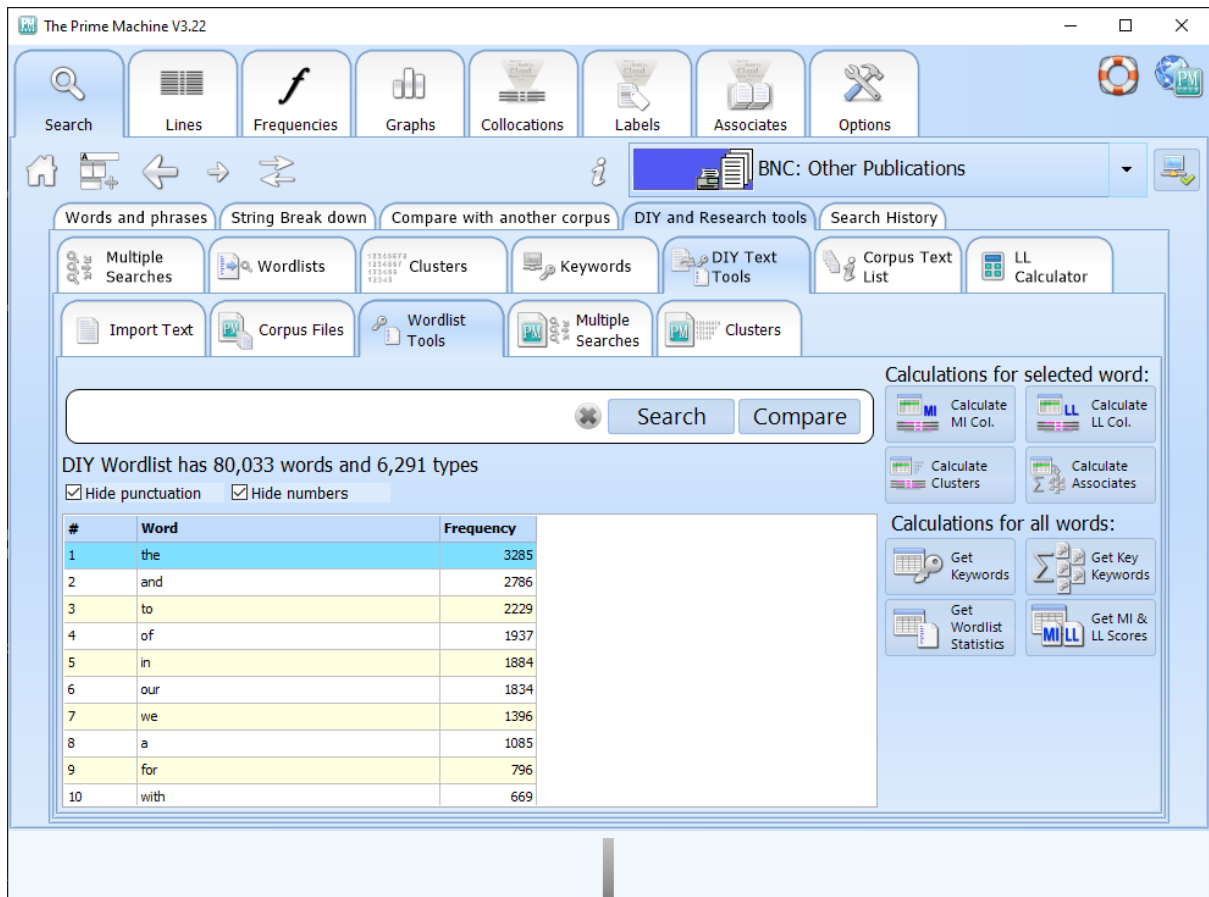 The Prime Machine V3.22
Search Lines Frequencies Graphs Collocations Labels Associates Options
BNC: Other Publications
Words and phrases String Break down Compare with another corpus DIY and Research tools Search History
Multiple Searches Wordlists Clusters Keywords DIY Text Tools Corpus Text List LL Calculator
Import Text Corpus Files Wordlist Tools Multiple Searches Clusters
Calculations for selected word:
Search Compare
Calculate MI Col. Calculate LL Col.
DIY Wordlist has 80,033 words and 6,291 types
Calculate Clusters Calculate Associates
Hide punctuation Hide numbers
# Word Frequency
Calculations for all words:
1 the 3285
2 and 2786
3 to 2229
4 of 1937
5 in 1884
6 our 1834
7 we 1396
8 a 1085
9 for 796
10 with 669
Get Keywords Get Key Keywords
Get Wordlist Statistics Get MI & LL Scores